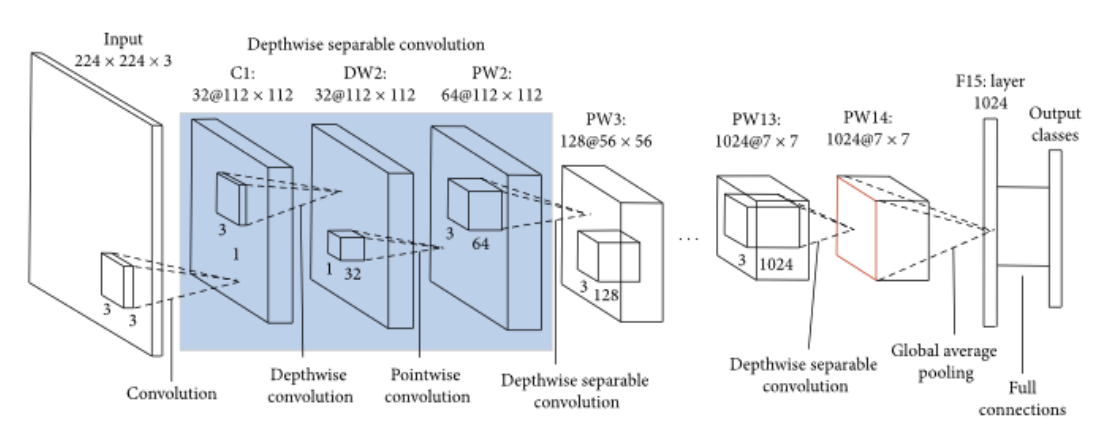 Input
224 × 224 × 3
Depthwise separable convolution
C1:
32@112 × 112
DW2:
32@112 × 112
PW2:
64@112 × 112
PW3:
128@56 × 56
PW13:
1024@7 × 7
PW14:
1024@7 × 7
F15: layer
1024
Output
classes
3
3
3
1
1
32
3
64
3
128
...
3
1024
Convolution
Depthwise
convolution
Pointwise
convolution
Depthwise separable
convolution
Depthwise separable
convolution
Global average
pooling
Full
connections